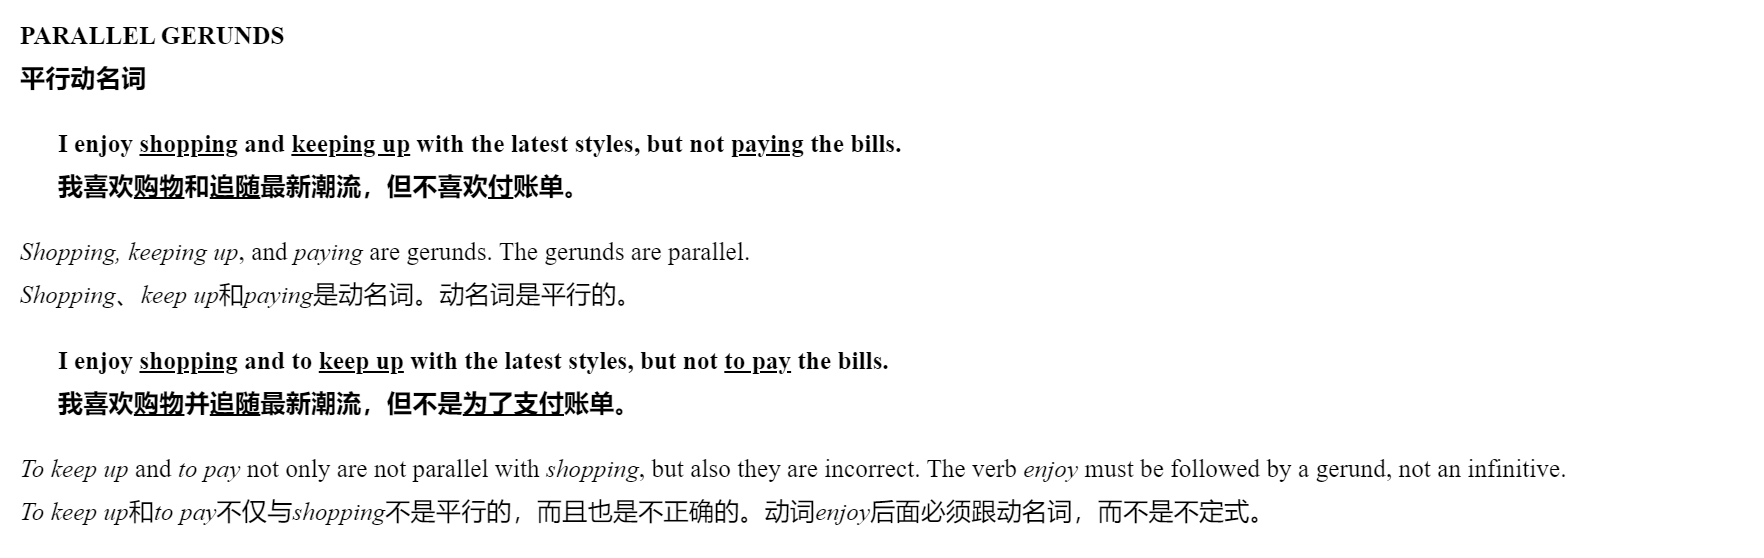 PARALLEL GERUNDS
平行动名词
I enjoy shopping and keeping up with the latest styles, but not paying the bills.
我喜欢购物和追随最新潮流，但不喜欢付账单。
Shopping, keeping up, and paying are gerunds. The gerunds are parallel.
Shopping、keep up和paying是动名词。动名词是平行的。
I enjoy shopping and to keep up with the latest styles, but not to pay the bills.
我喜欢购物并追随最新潮流，但不是为了支付账单。
To keep up and to pay not only are not parallel with shopping, but also they are incorrect. The verb enjoy must be followed by a gerund, not an infinitive.
To keep up和to pay不仅与shopping不是平行的，而且也是不正确的。动词enjoy后面必须跟动名词，而不是不定式。